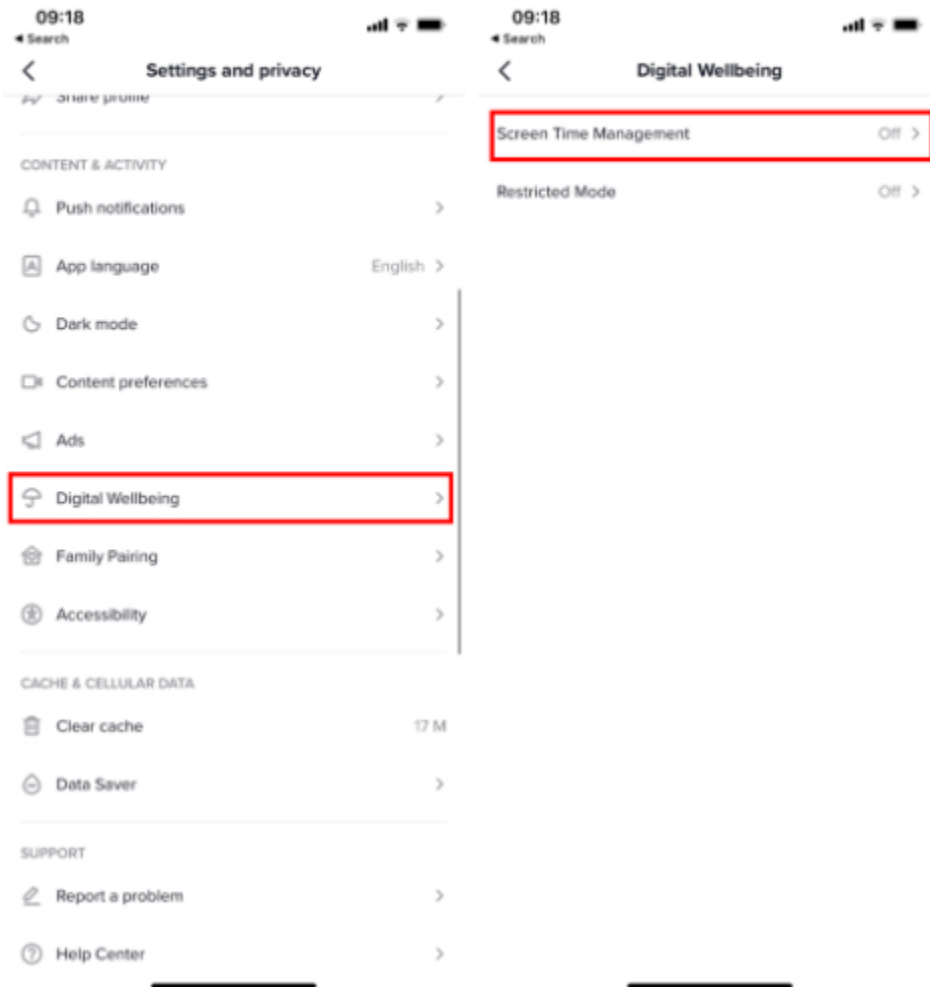 09:18
◄ Search
Settings and privacy
Share profile
CONTENT & ACTIVITY
Push notifications
App language English
Dark mode
Content preferences
Ads
Digital Wellbeing
Family Pairing
Accessibility
CACHE & CELLULAR DATA
Clear cache 17 M
Data Saver
SUPPORT
Report a problem
Help Center
09:18
◄ Search
Digital Wellbeing
Screen Time Management Off
Restricted Mode Off